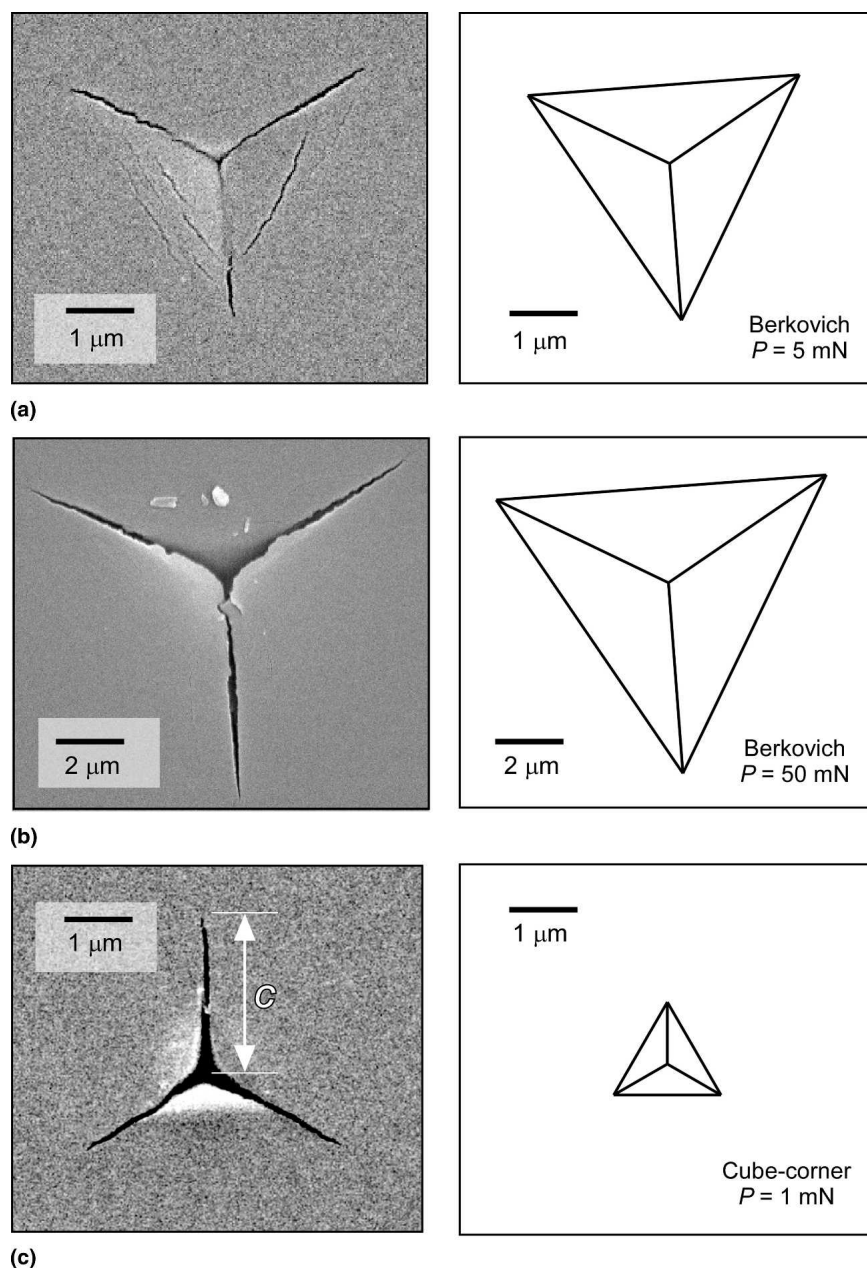 1 μm
1 μm
Berkovich
P = 5 mN
(a)
2 μm
2 μm
Berkovich
P = 50 mN
(b)
1 μm
C
1 μm
Cube-corner
P = 1 mN
(c)